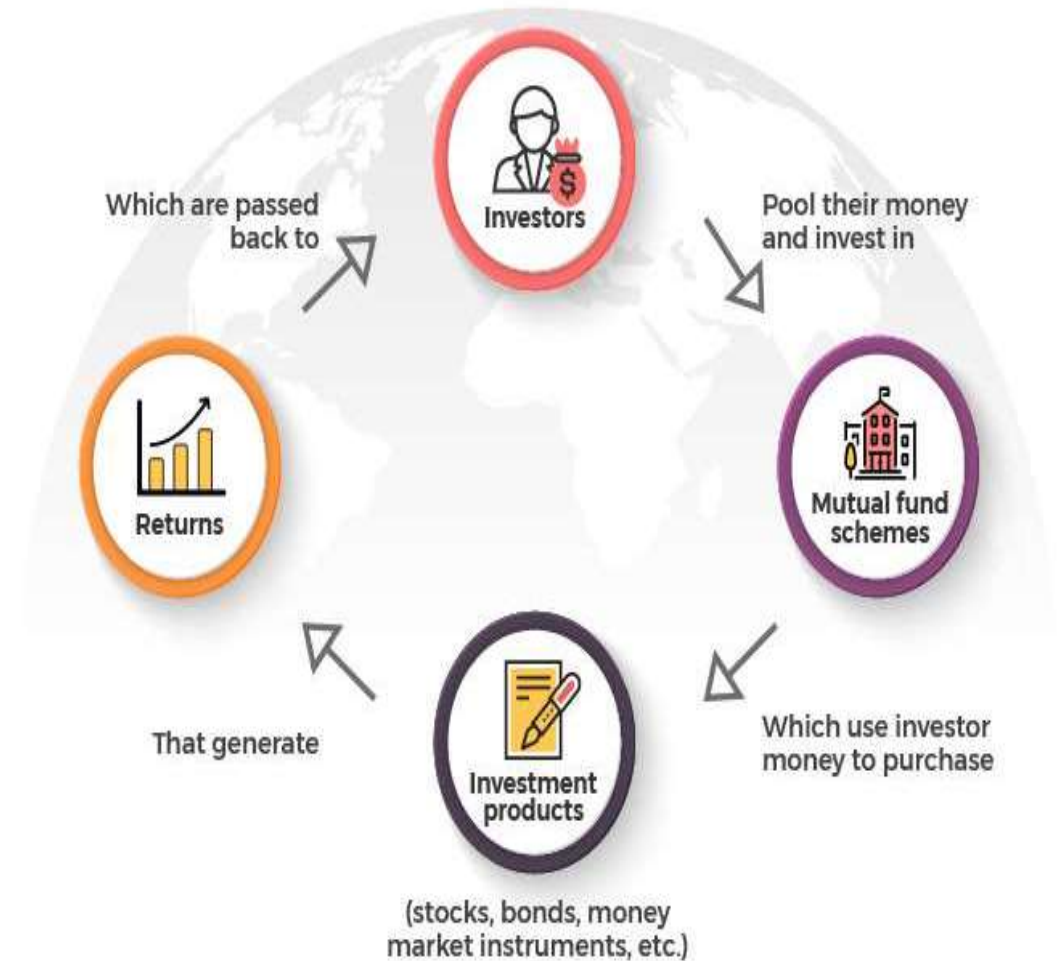 Investors
Pool their money
and invest in
Mutual fund
schemes
Which use investor
money to purchase
Investment
products
(stocks, bonds, money
market instruments, etc.)
That generate
Returns
Which are passed
back to
$